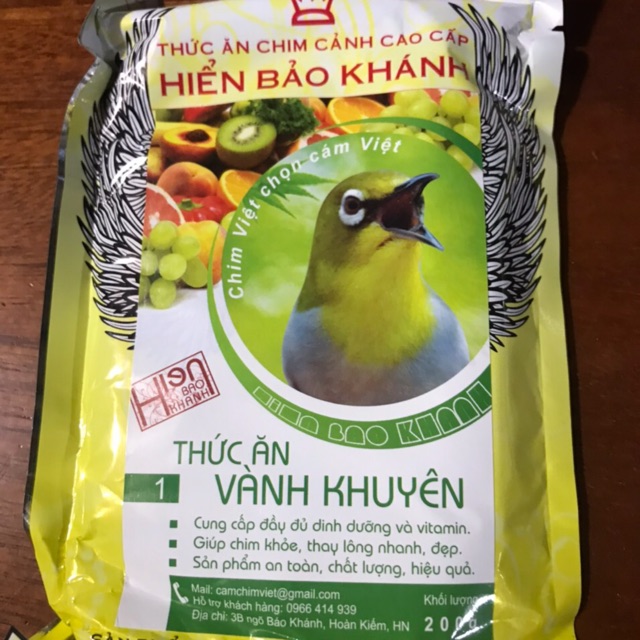 THỨC ĂN CHIM CẢNH CAO CẤP
HIỂN BẢO KHÁNH
Chim Việt chọn cám Việt
Hien
BẢO
KHÁNH
THỨC ĂN
1 VÀNH KHUYÊN
Cung cấp đầy đủ dinh dưỡng và vitamin.
Giúp chim khỏe, thay lông nhanh, đẹp.
Sản phẩm an toàn, chất lượng, hiệu quả.
Mail: camchimviet@gmail.com
Hỗ trợ khách hàng: 0966 414 939
Địa chỉ: 3B ngõ Bảo Khánh, Hoàn Kiếm, HN
Khối lượng
200g